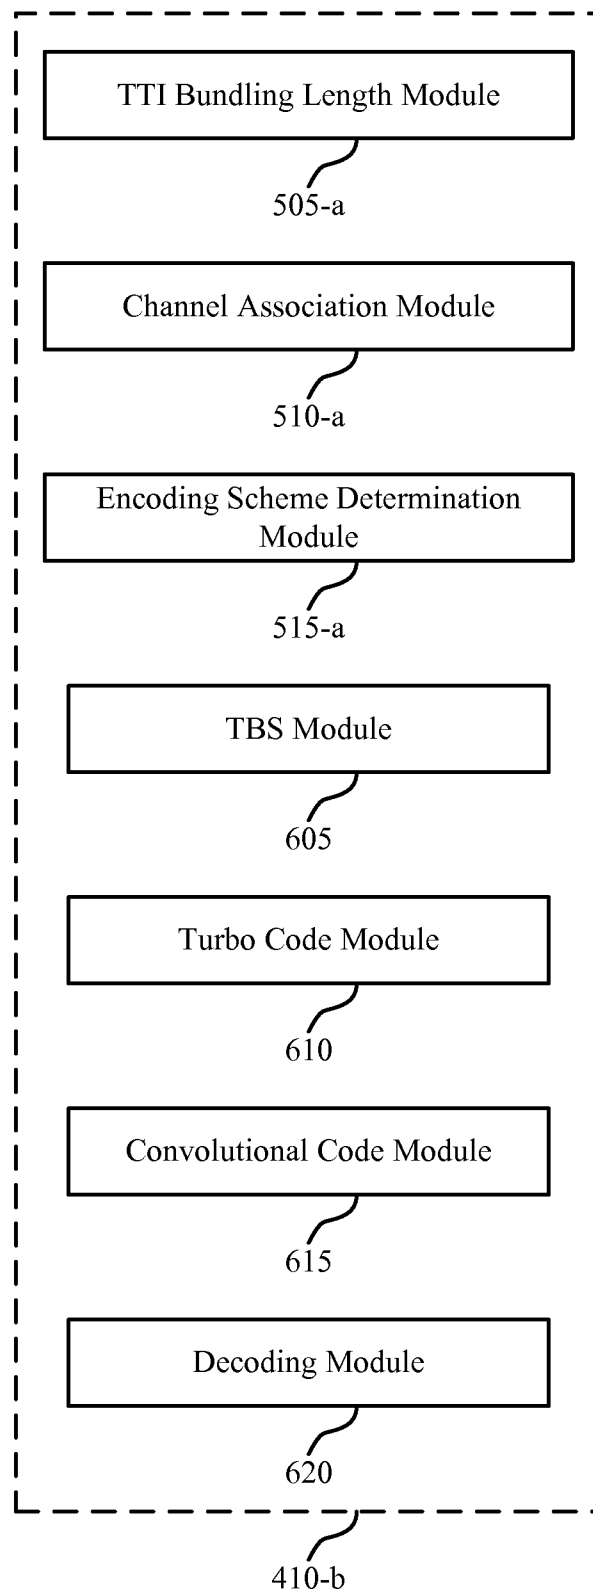 TTI Bundling Length Module
505-a
Channel Association Module
510-a
Encoding Scheme Determination
Module
515-a
TBS Module
605
Turbo Code Module
610
Convolutional Code Module
615
Decoding Module
620
410-b